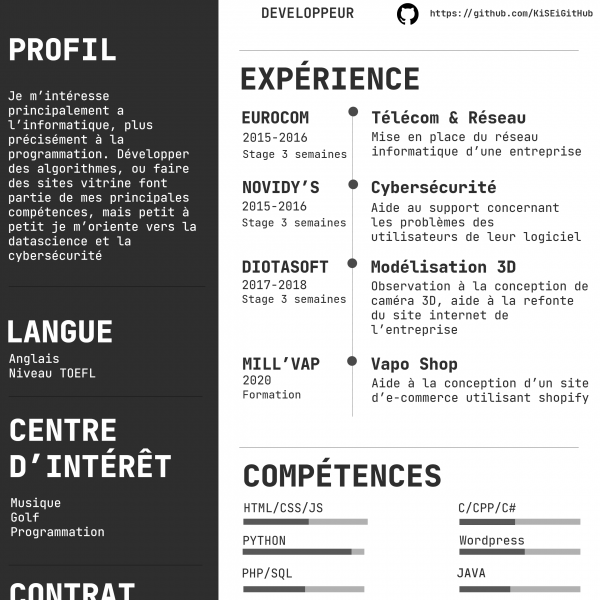 DEVELOPPEUR
https://github.com/KiSEiGitHub
PROFIL
Je m'intéresse
principalement a
l'informatique, plus
précisément à la
programmation. Développer
des algorithmes, ou faire
des sites vitrine font
partie de mes principales
compétences, mais petit à
petit je m'oriente vers la
datascience et la
cybersécurité
LANGUE
Anglais
Niveau TOEFL
CENTRE
D'INTÉRÊT
Musique
Golf
Programmation
CONTRAT
EXPÉRIENCE
EUROCOM
2015-2016
Stage 3 semaines
Télécom & Réseau
Mise en place du réseau
informatique d'une entreprise
NOVIDY'S
2015-2016
Stage 3 semaines
Cybersécurité
Aide au support concernant
les problèmes des
utilisateurs de leur logiciel
DIOTASOFT
2017-2018
Stage 3 semaines
Modélisation 3D
Observation à la conception de
caméra 3D, aide à la refonte
du site internet de
l'entreprise
MILL'VAP
2020
Formation
Vapo Shop
Aide à la conception d'un site
d'e-commerce utilisant shopify
COMPÉTENCES
HTML/CSS/JS
C/CPP/C#
PYTHON
Wordpress
PHP/SQL
JAVA